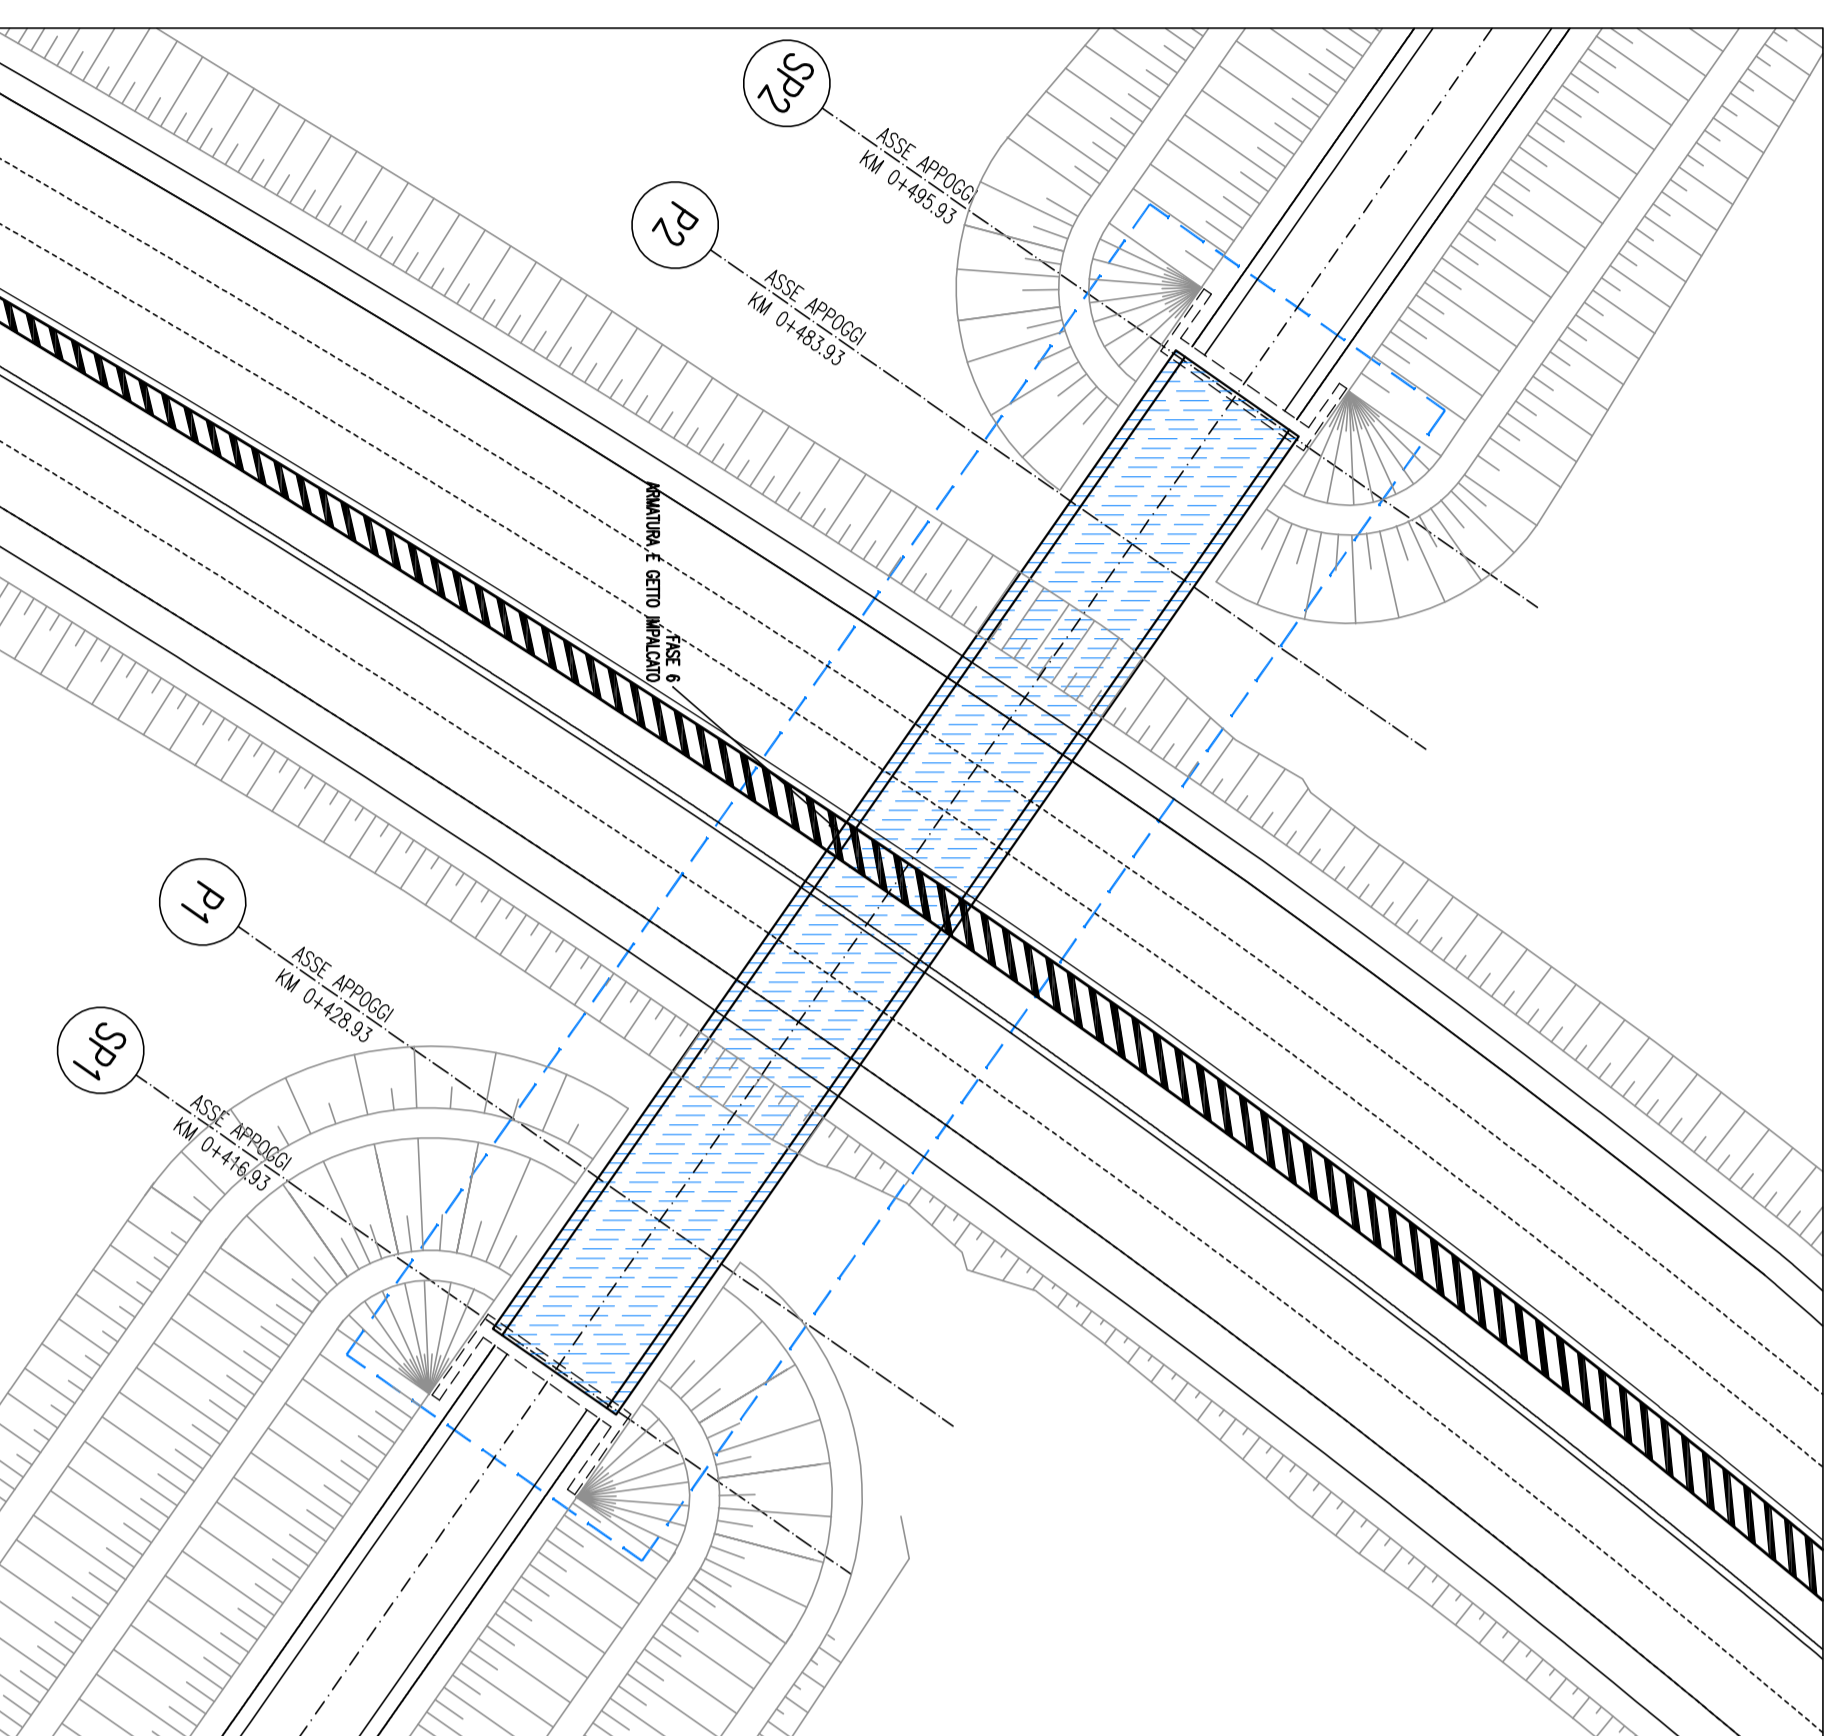 SP2
ASSE APPOGGI
KM 0+495.93
P2
ASSE APPOGGI
KM 0+483.93
FASE 6
ARMATURA E GETTO IMPALCATO
P1
ASSE APPOGGI
KM 0+428.93
SP1
ASSE APPOGGI
KM 0+416.93